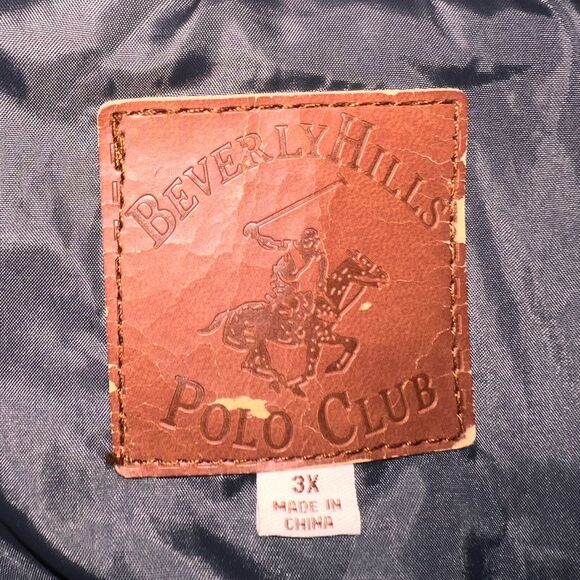 BEVERLY HILLS
POLO CLUB
3X
MADE IN
CHINA